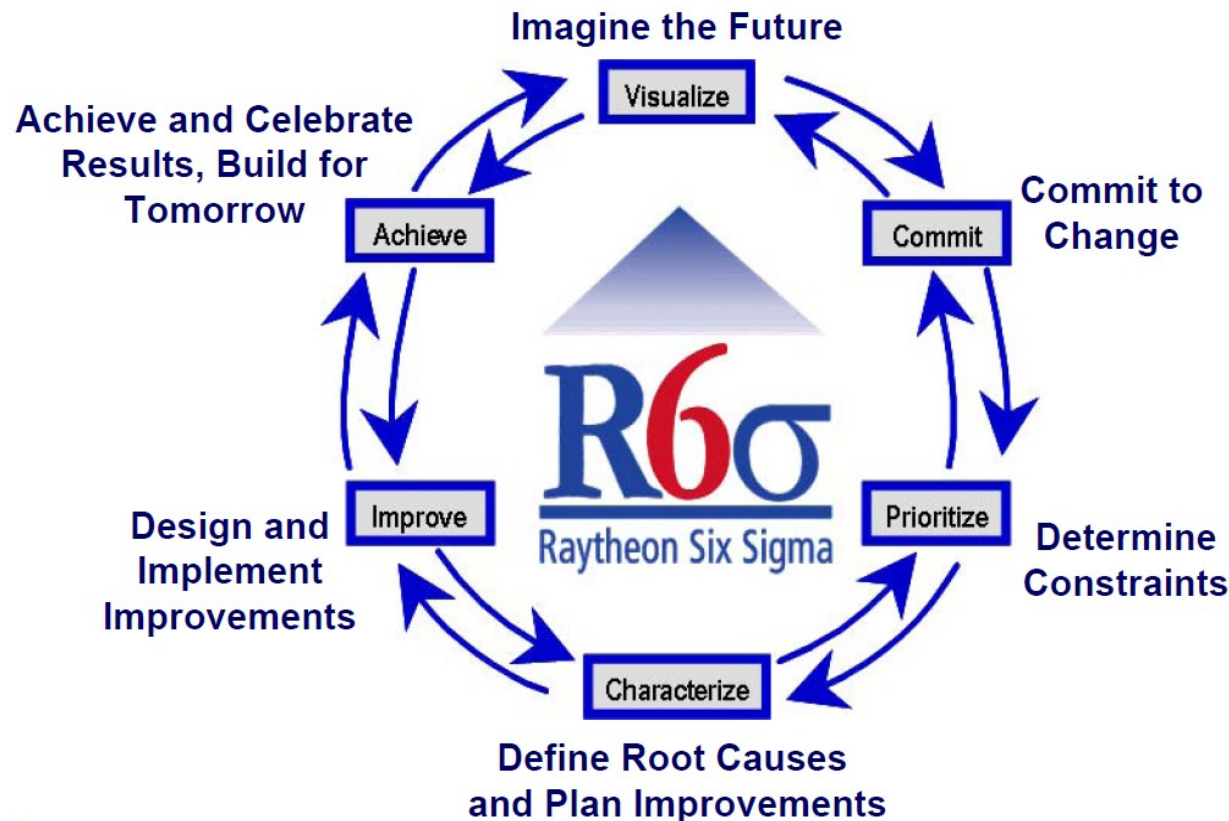 Imagine the Future
Visualize
Achieve and Celebrate
Results, Build for
Tomorrow
Achieve
Commit
Commit to
Change
R6σ
Raytheon Six Sigma
Improve
Design and
Implement
Improvements
Prioritize
Determine
Constraints
Characterize
Define Root Causes
and Plan Improvements